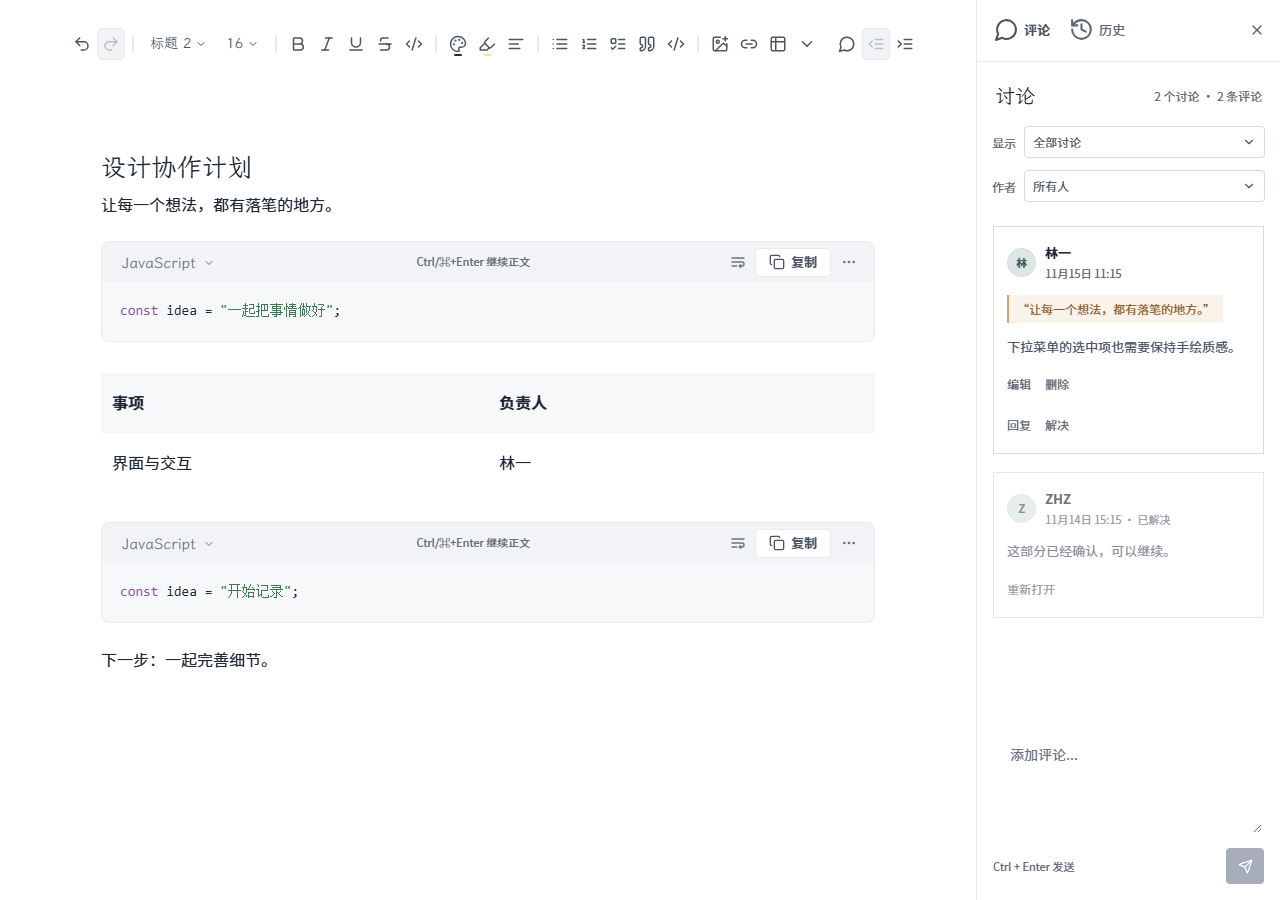 标题 2
16
设计协作计划
让每一个想法，都有落笔的地方。
JavaScript
Ctrl/⌘+Enter 继续正文
复制
const idea = "一起把事情做好";
事项
负责人
界面与交互
林一
JavaScript
Ctrl/⌘+Enter 继续正文
复制
const idea = "开始记录";
下一步：一起完善细节。
评论
历史
讨论
2 个讨论 · 2 条评论
显示
全部讨论
作者
所有人
林
林一
11月15日 11:15
“让每一个想法，都有落笔的地方。”
下拉菜单的选中项也需要保持手绘质感。
编辑 删除
回复 解决
Z
ZHZ
11月14日 15:15 · 已解决
这部分已经确认，可以继续。
重新打开
添加评论...
Ctrl + Enter 发送